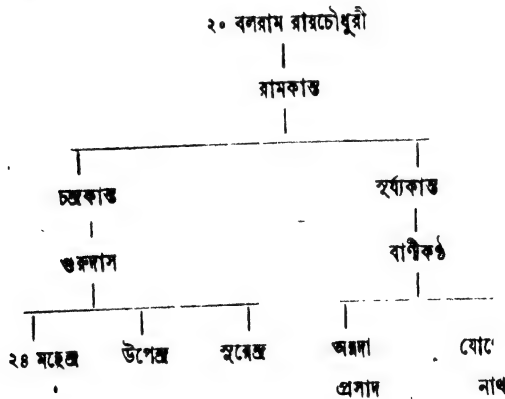 ২০ বলরাম রায়চৌধুরী
রামকান্ত
চন্দ্রকান্ত সূর্য্যকান্ত
গুরুদাস বাণীকণ্ঠ
২৪ মহেন্দ্র উপেন্দ্র সুরেন্দ্র অন্নদা
প্রসাদ নাথ